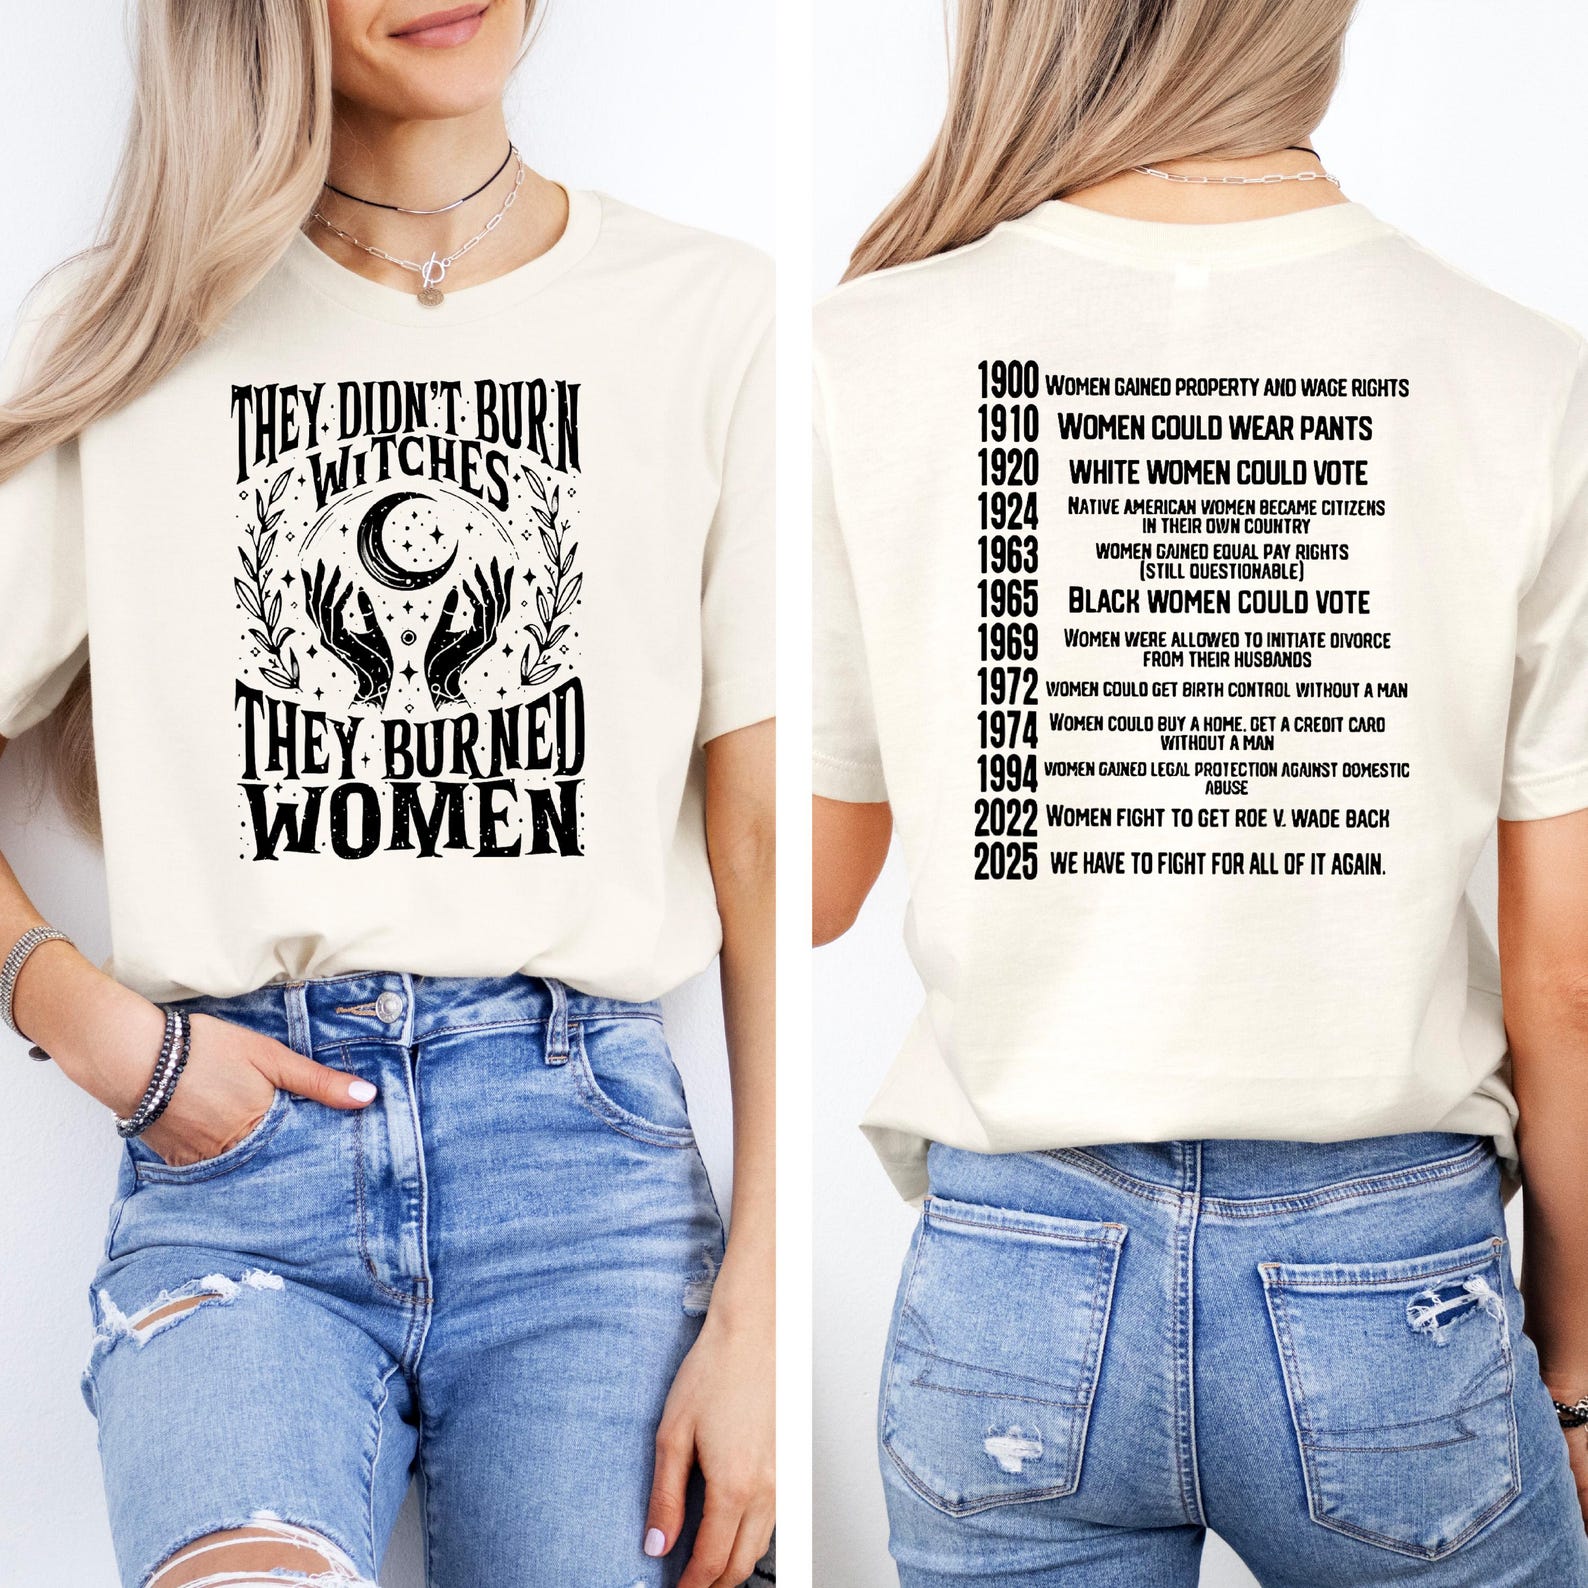 THEY DIDN'T BURN
WITCHES
THEY BURNED
WOMEN
1900 WOMEN GAINED PROPERTY AND WAGE RIGHTS
1910 WOMEN COULD WEAR PANTS
1920 WHITE WOMEN COULD VOTE
1924 NATIVE AMERICAN WOMEN BECAME CITIZENS
IN THEIR OWN COUNTRY
1963 WOMEN GAINED EQUAL PAY RIGHTS
(STILL QUESTIONABLE)
1965 BLACK WOMEN COULD VOTE
1969 WOMEN WERE ALLOWED TO INITIATE DIVORCE
FROM THEIR HUSBANDS
1972 WOMEN COULD GET BIRTH CONTROL WITHOUT A MAN
1974 WOMEN COULD BUY A HOME, GET A CREDIT CARD
WITHOUT A MAN
1994 WOMEN GAINED LEGAL PROTECTION AGAINST DOMESTIC
ABUSE
2022 WOMEN FIGHT TO GET ROE V. WADE BACK
2025 WE HAVE TO FIGHT FOR ALL OF IT AGAIN.